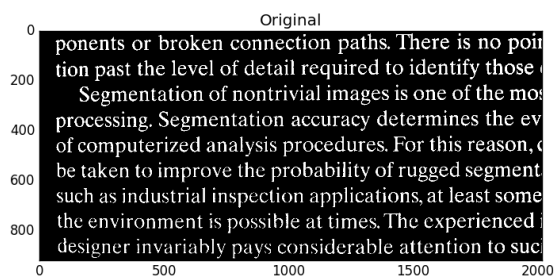 Original
0
200
400
600
800
ponents or broken connection paths. There is no poin
tion past the level of detail required to identify those
Segmentation of nontrivial images is one of the mos
processing. Segmentation accuracy determines the ev
of computerized analysis procedures. For this reason, c
be taken to improve the probability of rugged segment
such as industrial inspection applications, at least some
the environment is possible at times. The experienced i
designer invariably pays considerable attention to suc
0 500 1000 1500 2000